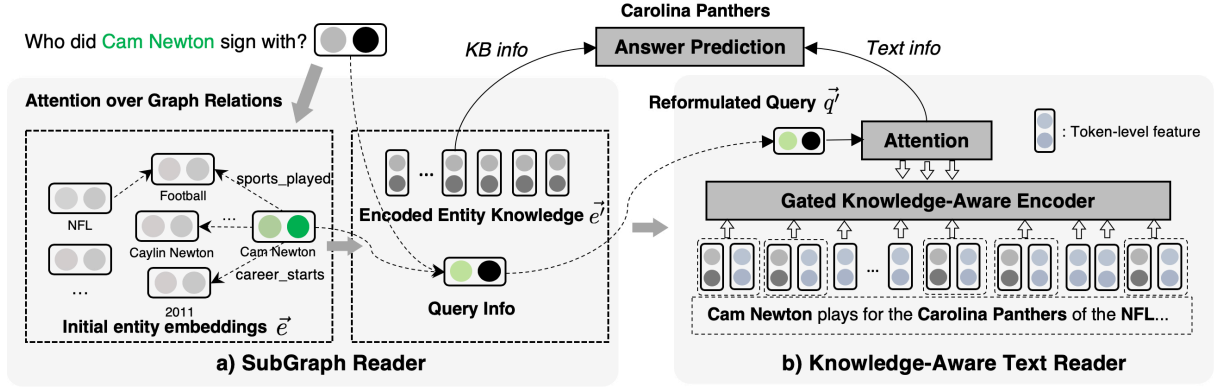 Carolina Panthers
Who did Cam Newton sign with?
KB info
Answer Prediction
Text info
Attention over Graph Relations
sports_played
Football
NFL
...
Caylin Newton
Cam Newton
career_starts
...
2011
Initial entity embeddings e⃗
...
Encoded Entity Knowledge e⃗′
Query Info
a) SubGraph Reader
Reformulated Query q⃗′
Attention
: Token-level feature
Gated Knowledge-Aware Encoder
...
Cam Newton plays for the Carolina Panthers of the NFL...
b) Knowledge-Aware Text Reader